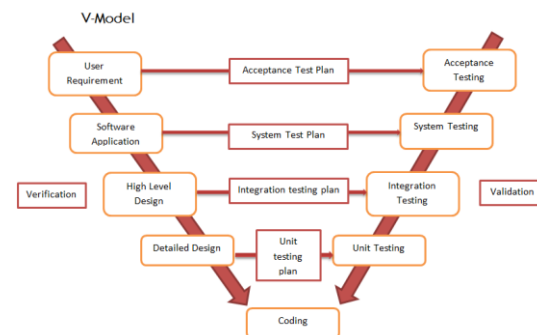 V-Model
User
Requirement
Acceptance Test Plan
Acceptance
Testing
Software
Application
System Test Plan
System Testing
Verification
High Level
Design
Integration testing plan
Integration
Testing
Validation
Detailed Design
Unit
testing
plan
Unit Testing
Coding